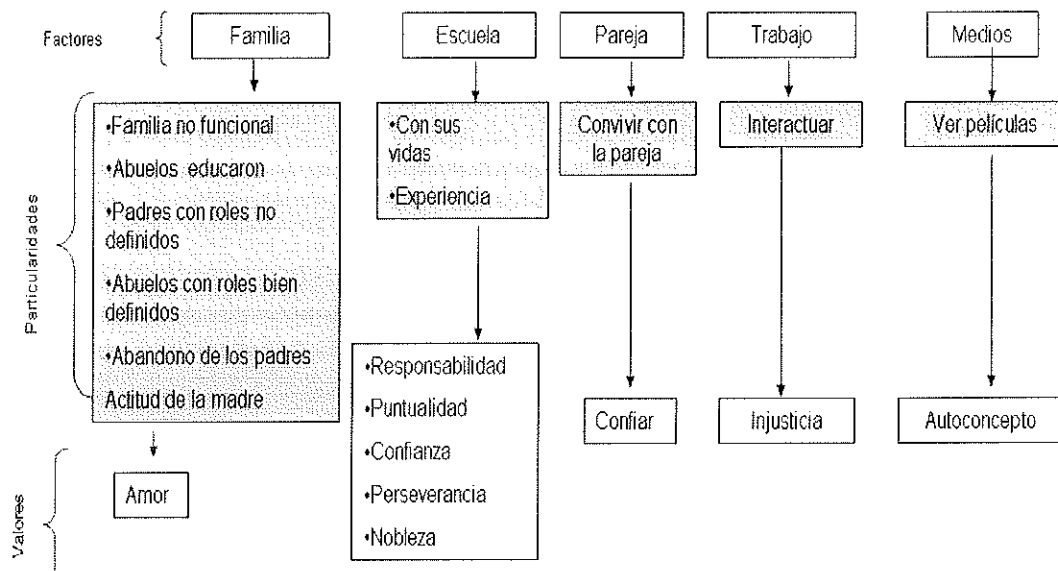 Factores
Familia
Escuela
Pareja
Trabajo
Medios
Particularidades
•Familia no funcional
•Abuelos educaron
•Padres con roles no
definidos
•Abuelos con roles bien
definidos
•Abandono de los padres
Actitud de la madre
•Con sus
vidas
•Experiencia
Convivir con
la pareja
Interactuar
Ver películas
Valores
Amor
•Responsabilidad
•Puntualidad
•Confianza
•Perseverancia
•Nobleza
Confiar
Injusticia
Autoconcepto